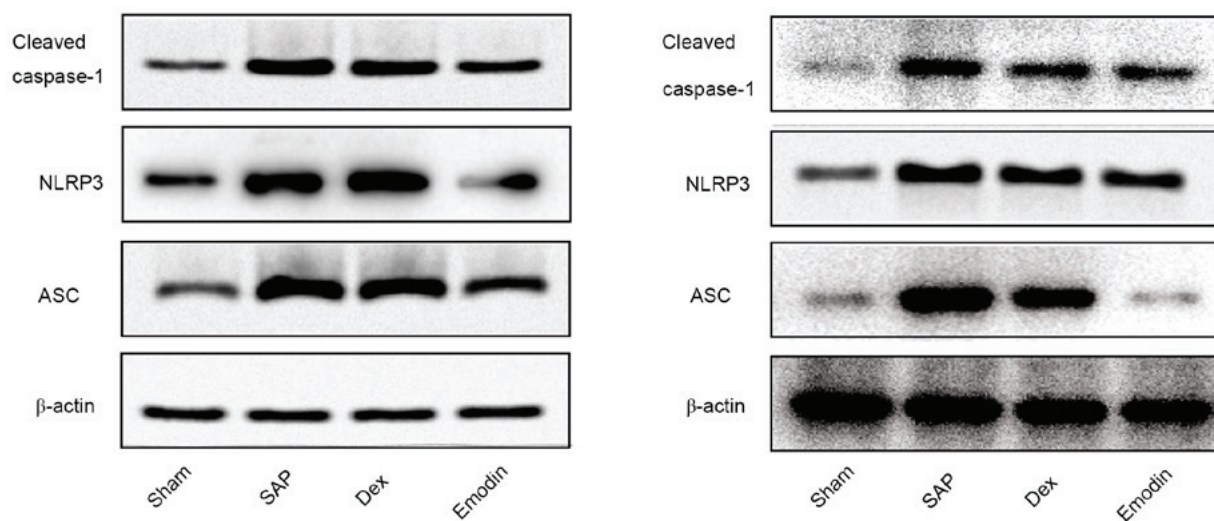 Cleaved
caspase-1
NLRP3
ASC
β-actin
Sham
SAP
Dex
Emodin
Cleaved
caspase-1
NLRP3
ASC
β-actin
Sham
SAP
Dex
Emodin